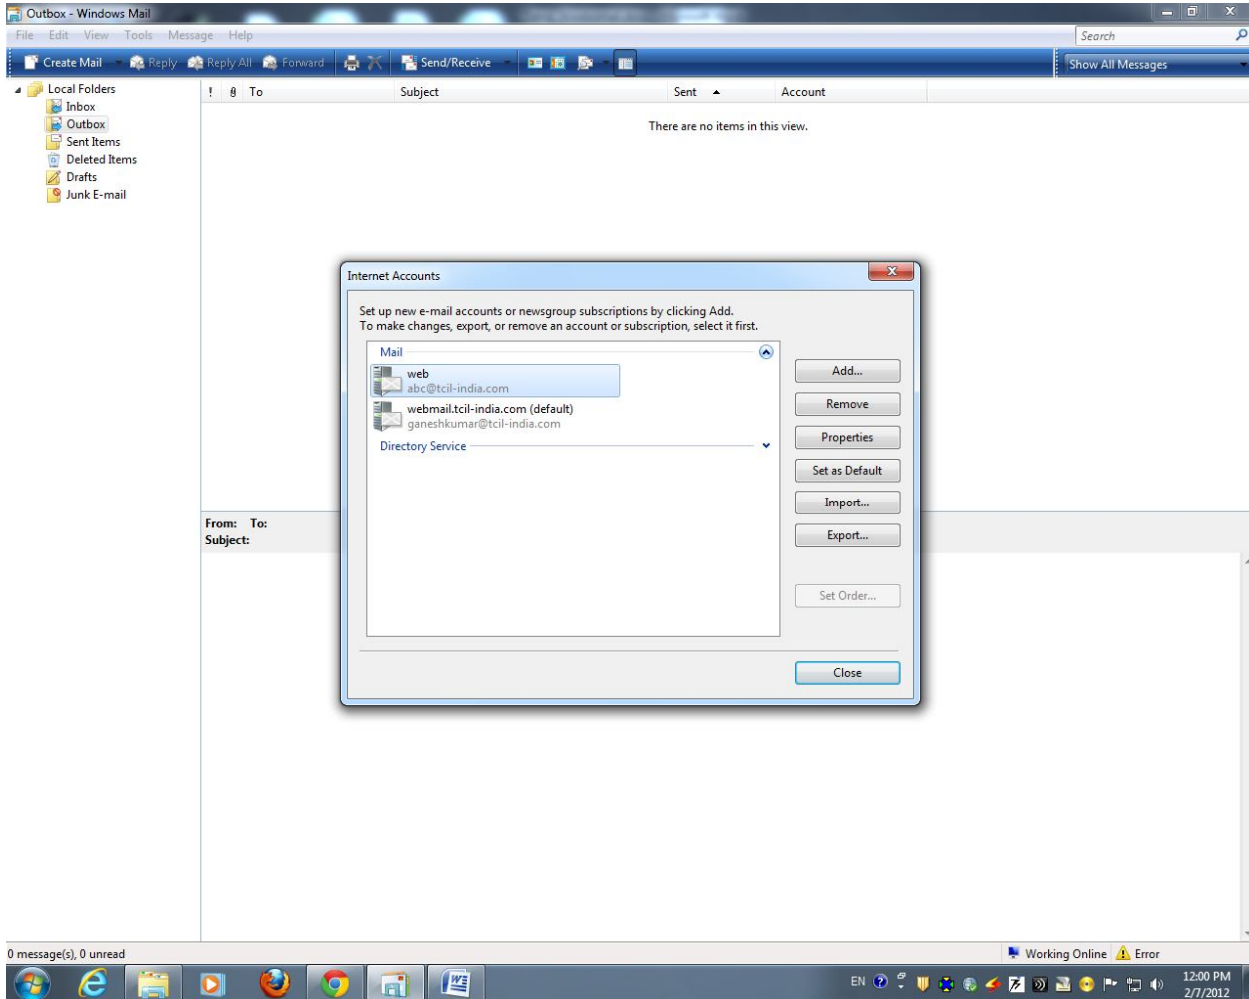 Outbox - Windows Mail
File Edit View Tools Message Help
Search
Create Mail Reply Reply All Forward Send/Receive
Show All Messages
Local Folders
Inbox
Outbox
Sent Items
Deleted Items
Drafts
Junk E-mail
! To Subject Sent Account
There are no items in this view.
Internet Accounts
Set up new e-mail accounts or newsgroup subscriptions by clicking Add.
To make changes, export, or remove an account or subscription, select it first.
Mail
web
abc@tcil-india.com
webmail.tcil-india.com (default)
ganeshkumar@tcil-india.com
Directory Service
Add...
Remove
Properties
Set as Default
Import...
Export...
Set Order...
Close
From: To:
Subject:
0 message(s), 0 unread
Working Online Error
EN
12:00 PM
2/7/2012